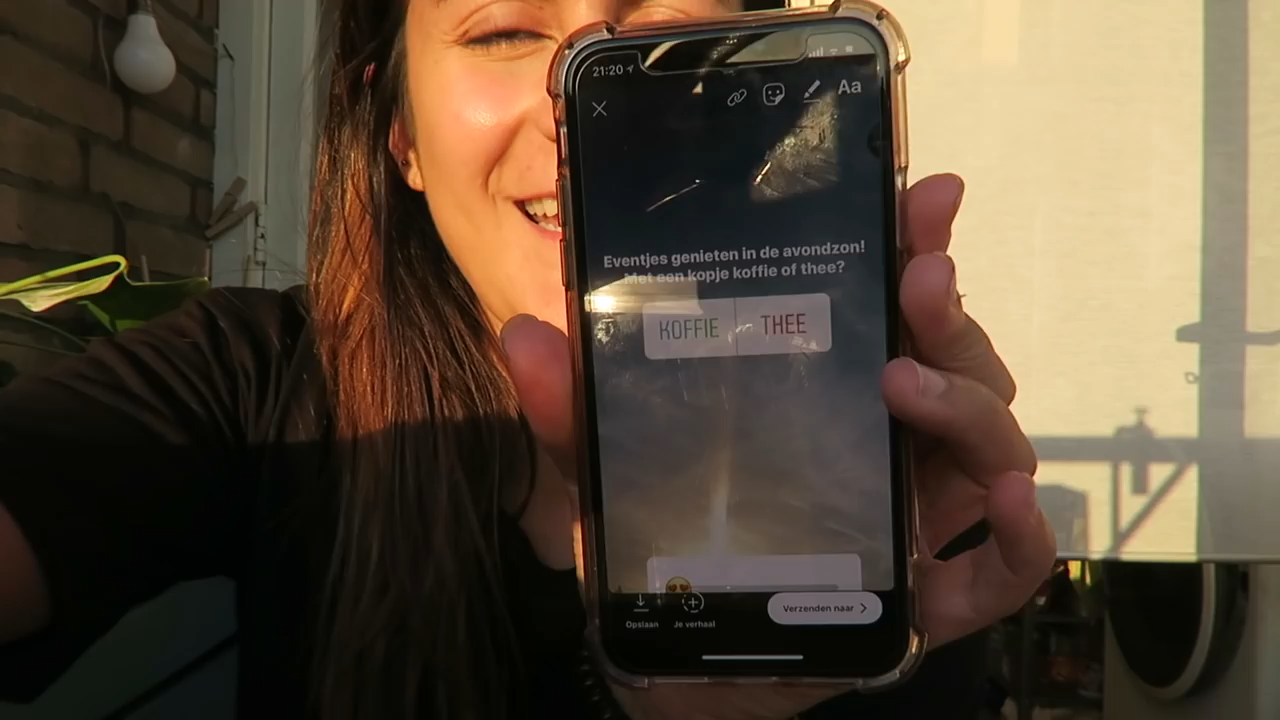 21:20
Aa
Eventjes genieten in de avondzon!
Met een kopje koffie of thee?
KOFFIE THEE
Opslaan Je verhaal Verzenden naar